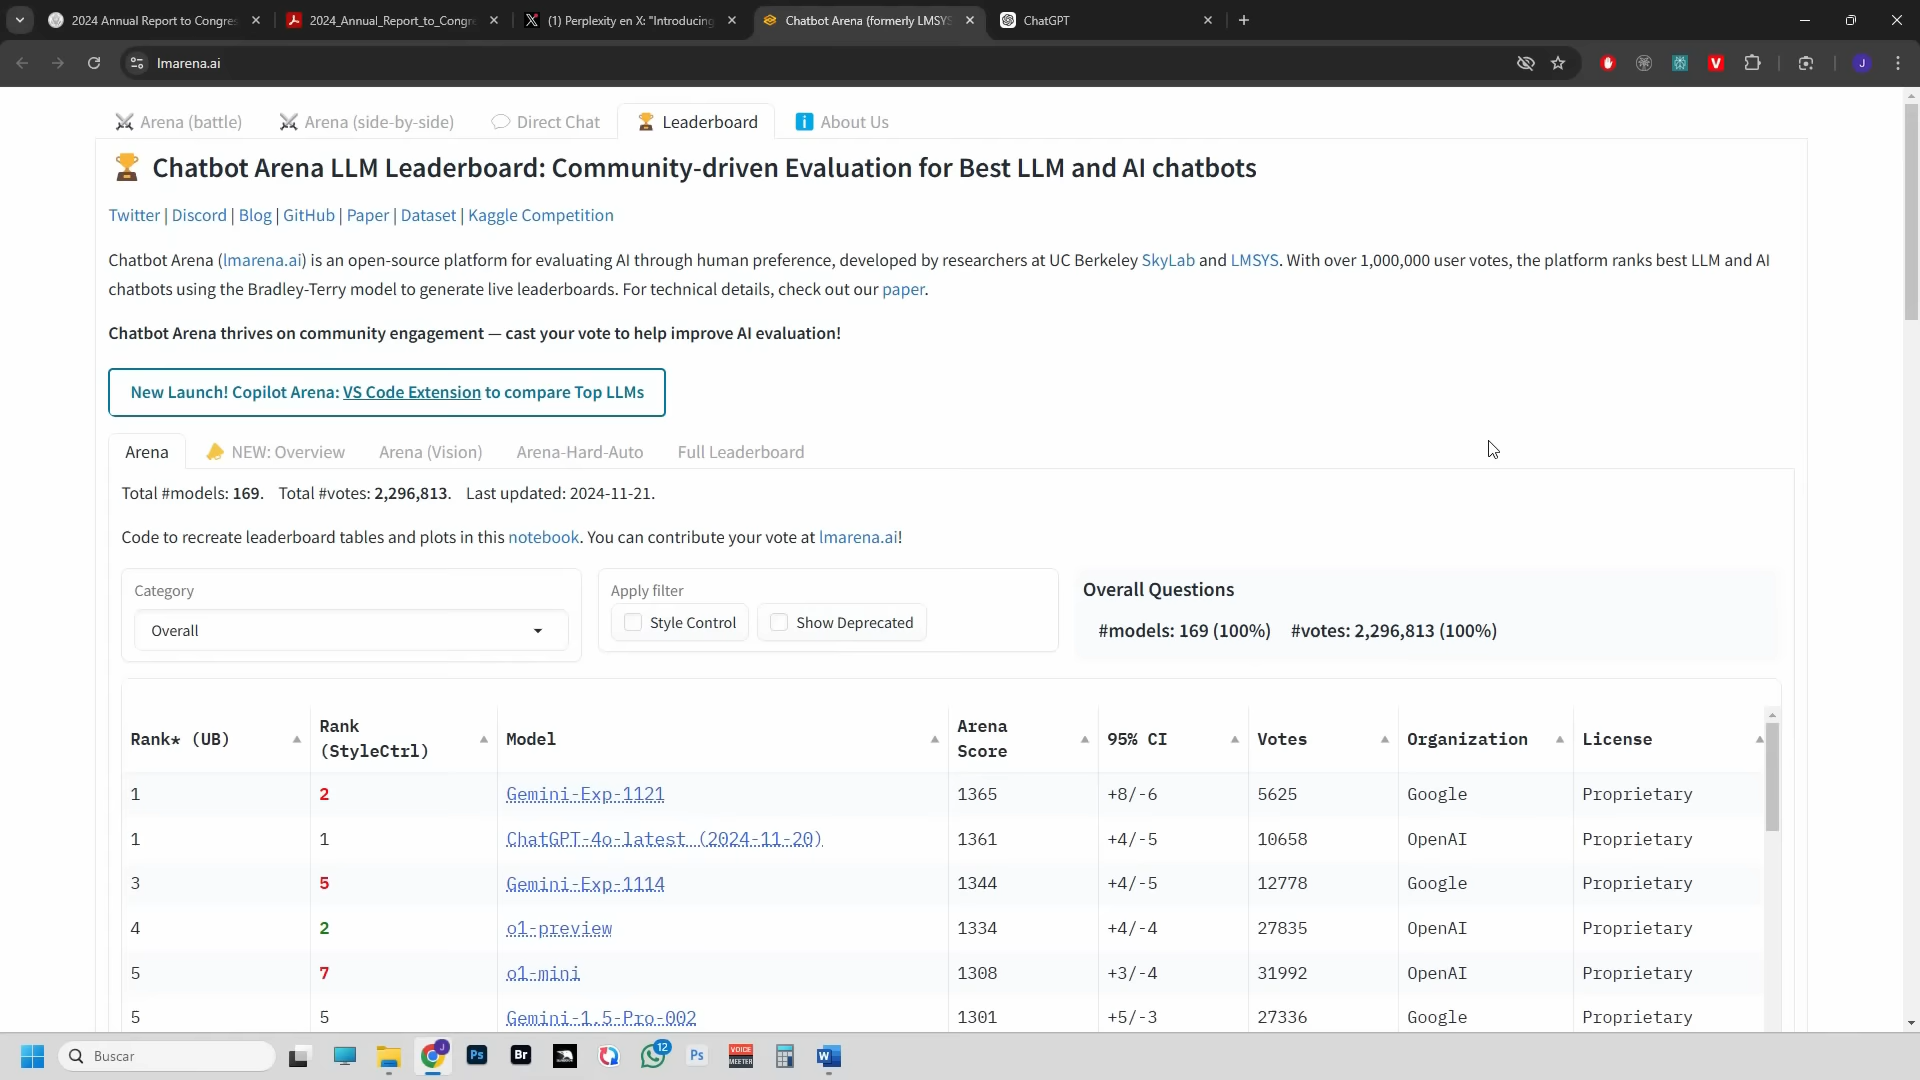 2024 Annual Report to Congres
2024_Annual_Report_to_Congre
(1) Perplexity en X: "Introducing
Chatbot Arena (formerly LMSYS
ChatGPT
lmarena.ai
V
J
Arena (battle)
Arena (side-by-side)
Direct Chat
Leaderboard
About Us
Chatbot Arena LLM Leaderboard: Community-driven Evaluation for Best LLM and AI chatbots
Twitter | Discord | Blog | GitHub | Paper | Dataset | Kaggle Competition
Chatbot Arena (lmarena.ai) is an open-source platform for evaluating AI through human preference, developed by researchers at UC Berkeley SkyLab and LMSYS. With over 1,000,000 user votes, the platform ranks best LLM and AI
chatbots using the Bradley-Terry model to generate live leaderboards. For technical details, check out our paper.
Chatbot Arena thrives on community engagement — cast your vote to help improve AI evaluation!
New Launch! Copilot Arena: VS Code Extension to compare Top LLMs
Arena
NEW: Overview
Arena (Vision)
Arena-Hard-Auto
Full Leaderboard
Total #models: 169. Total #votes: 2,296,813. Last updated: 2024-11-21.
Code to recreate leaderboard tables and plots in this notebook. You can contribute your vote at lmarena.ai!
Category
Overall
Apply filter
Style Control
Show Deprecated
Overall Questions
#models: 169 (100%) #votes: 2,296,813 (100%)
Rank* (UB)
Rank
(StyleCtrl)
Model
Arena
Score
95% CI
Votes
Organization
License
1 2 Gemini-Exp-1121 1365 +8/-6 5625 Google Proprietary
1 1 ChatGPT-4o-latest (2024-11-20) 1361 +4/-5 10658 OpenAI Proprietary
3 5 Gemini-Exp-1114 1344 +4/-5 12778 Google Proprietary
4 2 o1-preview 1334 +4/-4 27835 OpenAI Proprietary
5 7 o1-mini 1308 +3/-4 31992 OpenAI Proprietary
5 5 Gemini-1.5-Pro-002 1301 +5/-3 27336 Google Proprietary
Buscar
J
Ps
Br
12
Ps
VOICE
MEETER
W